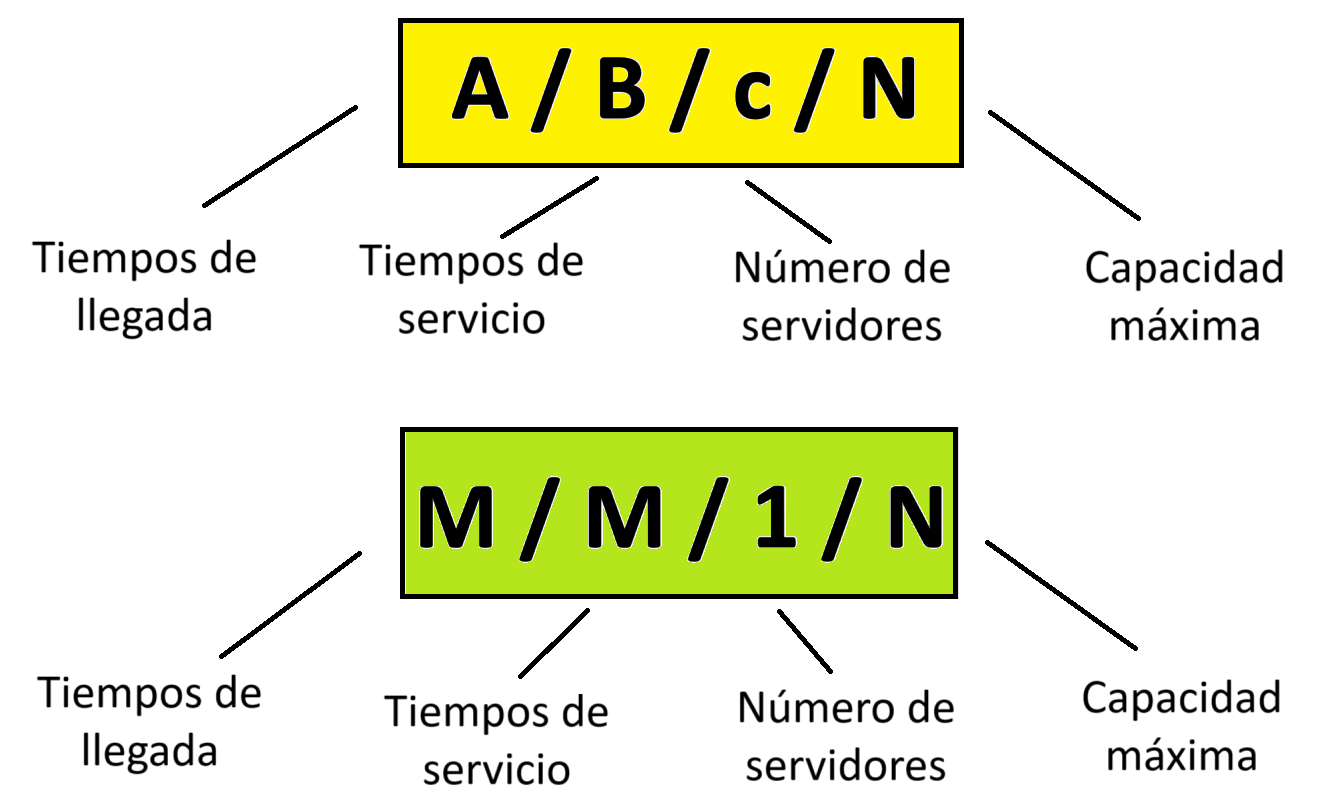 A / B / c / N
Tiempos de
llegada
Tiempos de
servicio
Número de
servidores
Capacidad
máxima
M / M / 1 / N
Tiempos de
llegada
Tiempos de
servicio
Número de
servidores
Capacidad
máxima